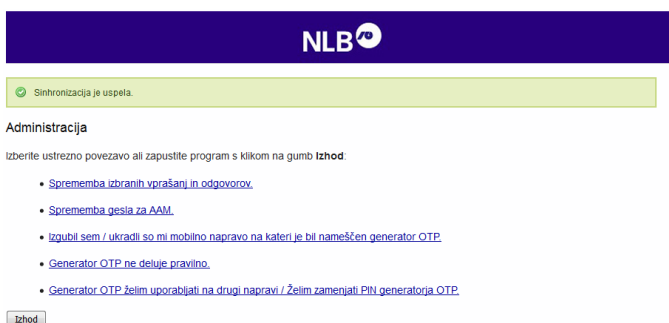 NLB
Sinhronizacija je uspela.
Administracija
Izberite ustrezno povezavo ali zapustite program s klikom na gumb Izhod:
Sprememba izbranih vprašanj in odgovorov.
Sprememba gesla za AAM.
Izgubil sem / ukradli so mi mobilno napravo na kateri je bil nameščen generator OTP.
Generator OTP ne deluje pravilno.
Generator OTP želim uporabljati na drugi napravi / Želim zamenjati PIN generatorja OTP.
Izhod